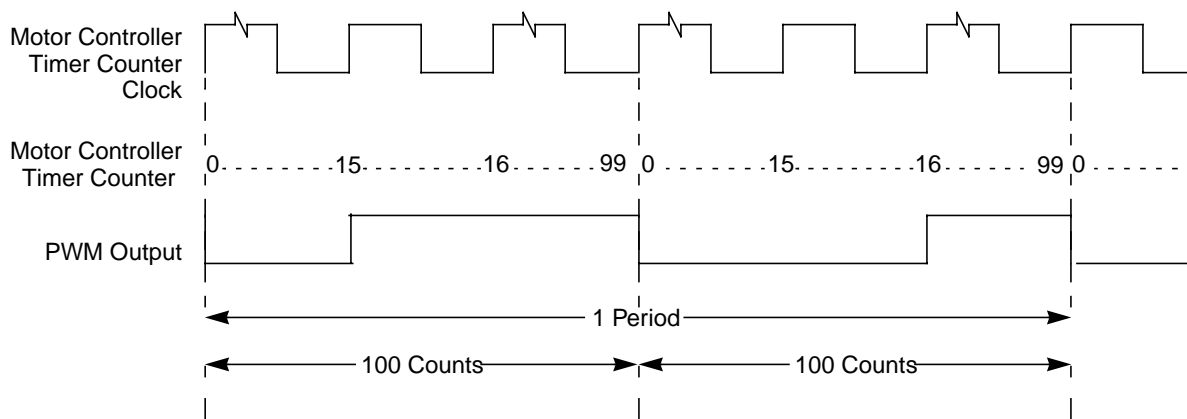 Motor Controller
Timer Counter
Clock
Motor Controller
Timer Counter
0 15 16 99 0 15 16 99 0
PWM Output
1 Period
100 Counts 100 Counts